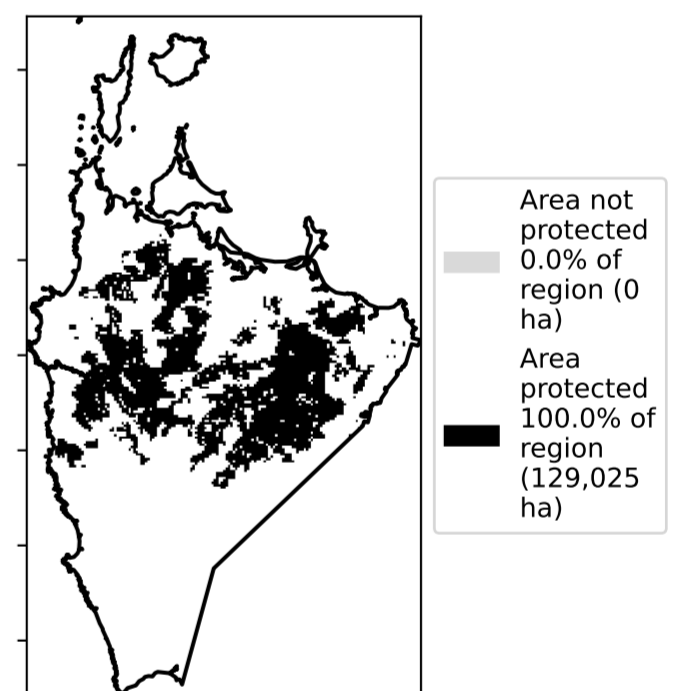 Area not
protected
0.0% of
region (0
ha)
Area
protected
100.0% of
region
(129,025
ha)